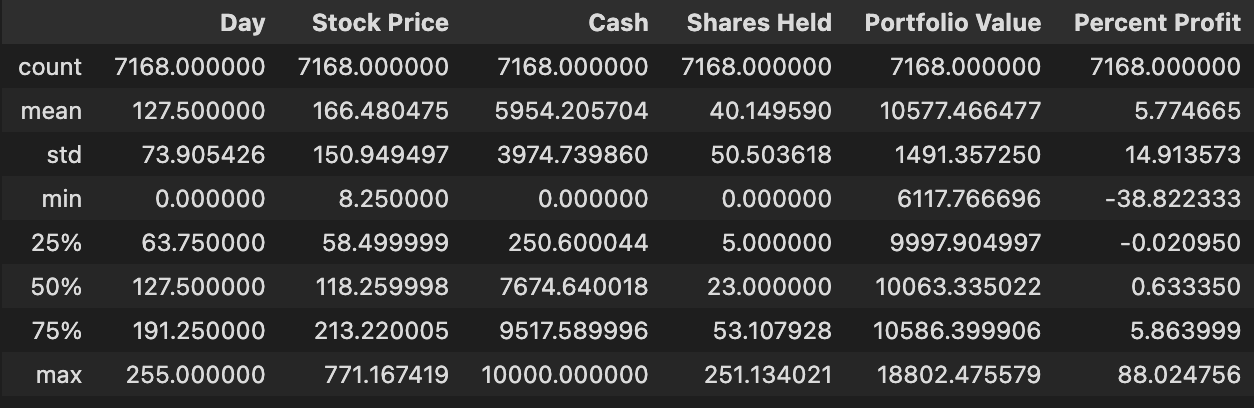 Day Stock Price Cash Shares Held Portfolio Value Percent Profit
count 7168.000000 7168.000000 7168.000000 7168.000000 7168.000000 7168.000000
mean 127.500000 166.480475 5954.205704 40.149590 10577.466477 5.774665
std 73.905426 150.949497 3974.739860 50.503618 1491.357250 14.913573
min 0.000000 8.250000 0.000000 0.000000 6117.766696 -38.822333
25% 63.750000 58.499999 250.600044 5.000000 9997.904997 -0.020950
50% 127.500000 118.259998 7674.640018 23.000000 10063.335022 0.633350
75% 191.250000 213.220005 9517.589996 53.107928 10586.399906 5.863999
max 255.000000 771.167419 10000.000000 251.134021 18802.475579 88.024756